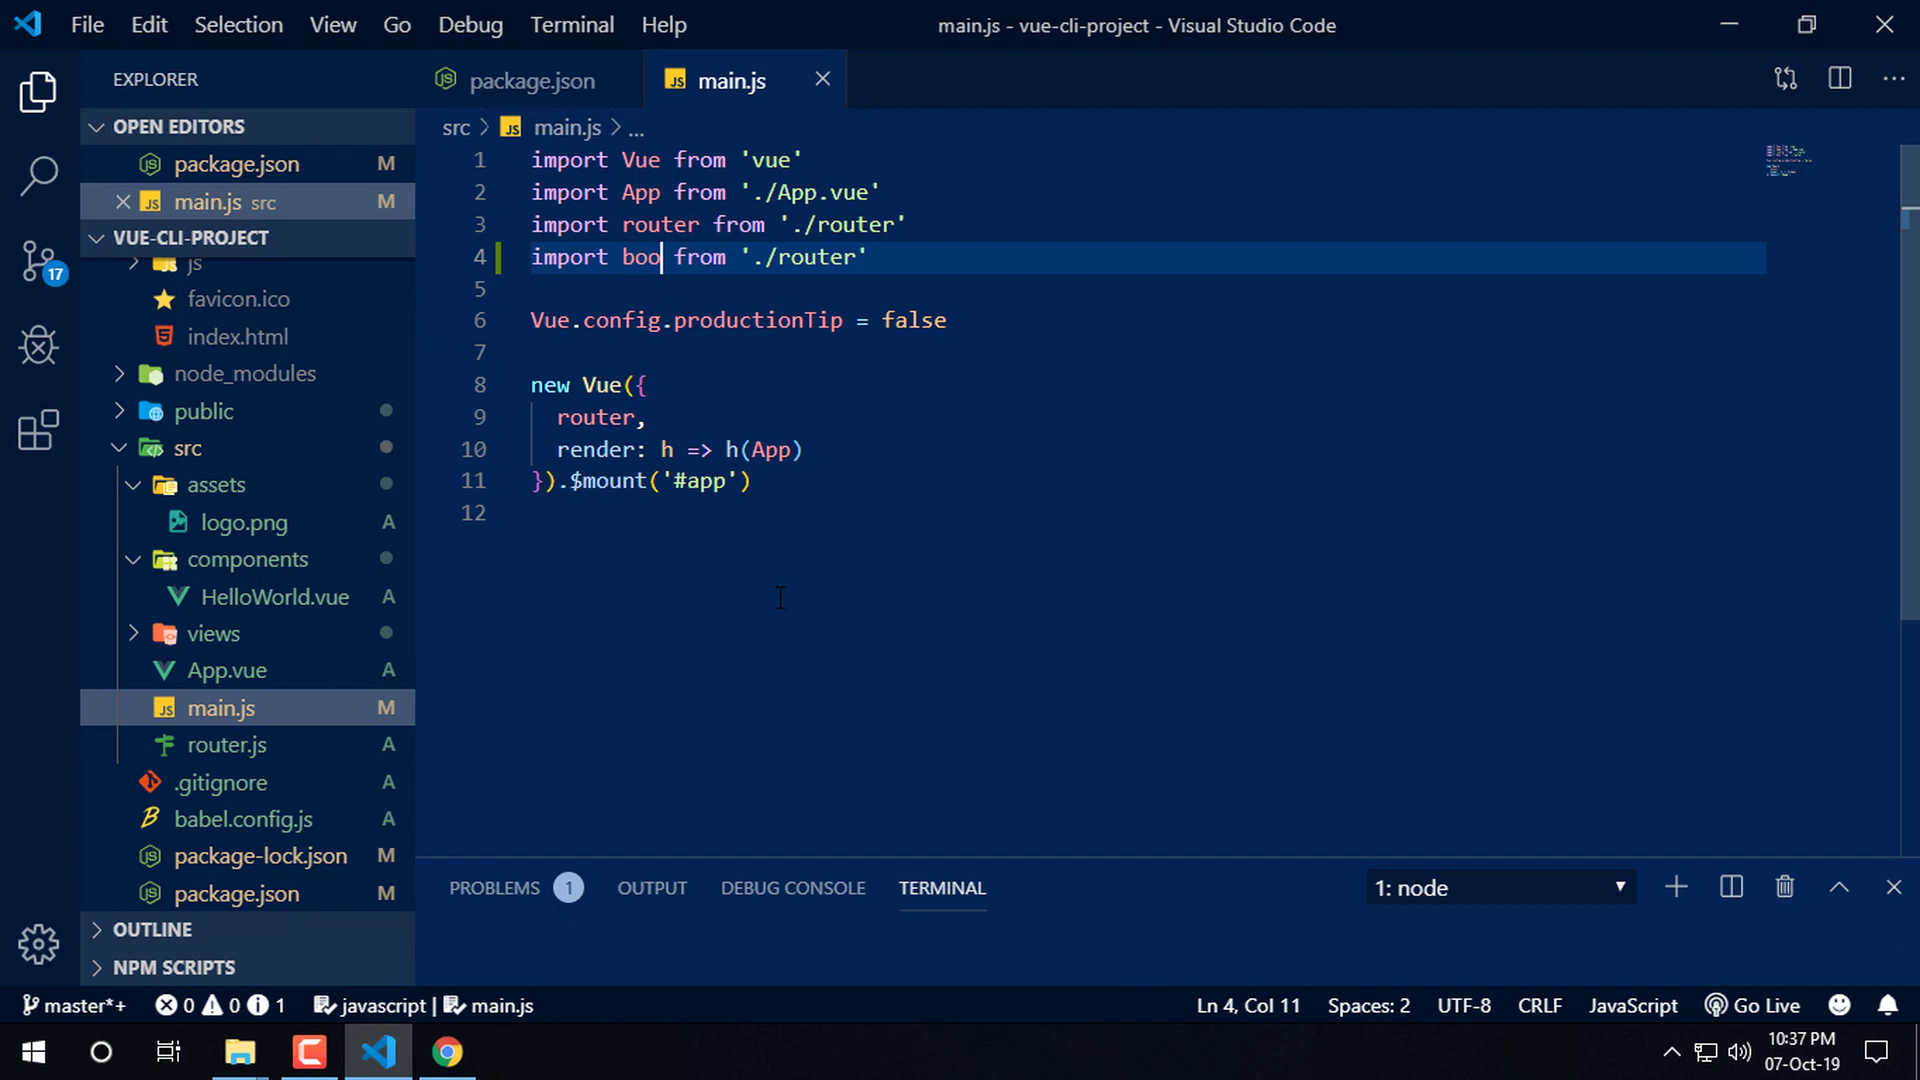 File Edit Selection View Go Debug Terminal Help
main.js - vue-cli-project - Visual Studio Code
EXPLORER
OPEN EDITORS
package.json M
main.js src M
VUE-CLI-PROJECT
js
favicon.ico
index.html
node_modules
public
src
assets
logo.png A
components
HelloWorld.vue A
views
App.vue A
main.js M
router.js A
.gitignore A
babel.config.js A
package-lock.json M
package.json M
OUTLINE
NPM SCRIPTS
17
package.json
main.js
src > main.js > ...
1 import Vue from 'vue'
2 import App from './App.vue'
3 import router from './router'
4 import boo from './router'
5
6 Vue.config.productionTip = false
7
8 new Vue({
9 router,
10 render: h => h(App)
11 }).$mount('#app')
12
PROBLEMS 1 OUTPUT DEBUG CONSOLE TERMINAL
1: node
master*+ 0 0 1 javascript | main.js
Ln 4, Col 11 Spaces: 2 UTF-8 CRLF JavaScript Go Live
10:37 PM
07-Oct-19